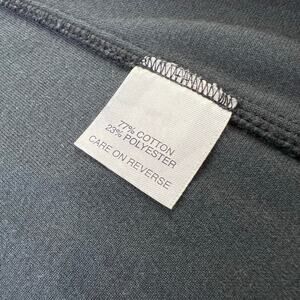 77% COTTON
23% POLYESTER
CARE ON REVERSE